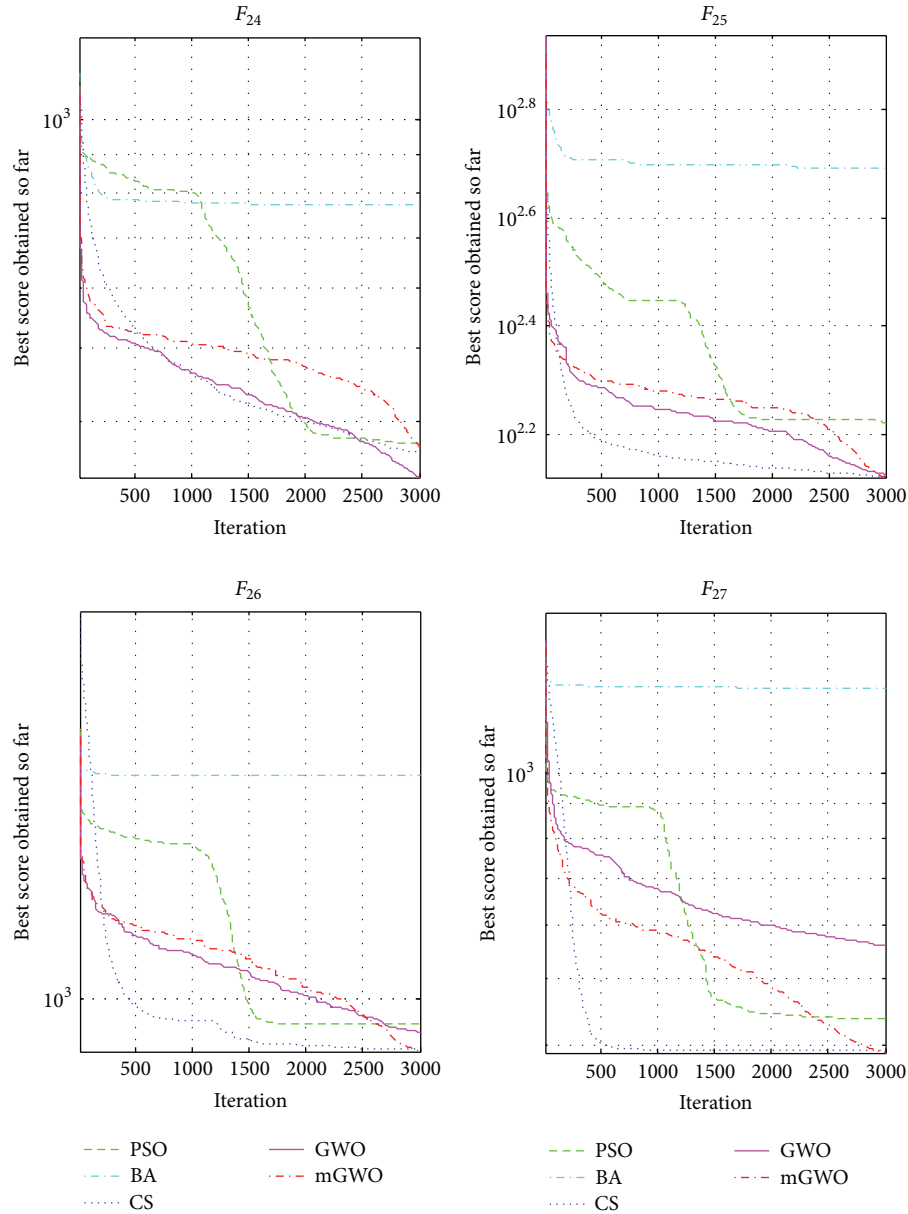 F24
Best score obtained so far
10^3
500 1000 1500 2000 2500 3000
Iteration
F25
Best score obtained so far
10^2.8
10^2.6
10^2.4
10^2.2
500 1000 1500 2000 2500 3000
Iteration
F26
Best score obtained so far
10^3
500 1000 1500 2000 2500 3000
Iteration
PSO
BA
CS
GWO
mGWO
F27
Best score obtained so far
10^3
500 1000 1500 2000 2500 3000
Iteration
PSO
BA
CS
GWO
mGWO